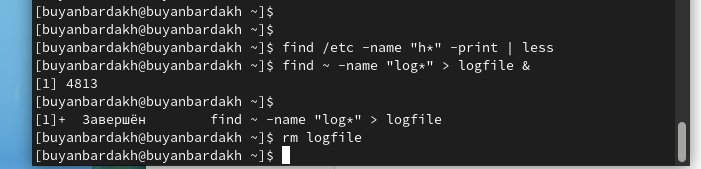 [buyanbardakh@buyanbardakh ~]$
[buyanbardakh@buyanbardakh ~]$
[buyanbardakh@buyanbardakh ~]$ find /etc -name "h*" -print | less
[buyanbardakh@buyanbardakh ~]$ find ~ -name "log*" > logfile &
[1] 4813
[buyanbardakh@buyanbardakh ~]$
[1]+  Завершён        find ~ -name "log*" > logfile
[buyanbardakh@buyanbardakh ~]$ rm logfile
[buyanbardakh@buyanbardakh ~]$